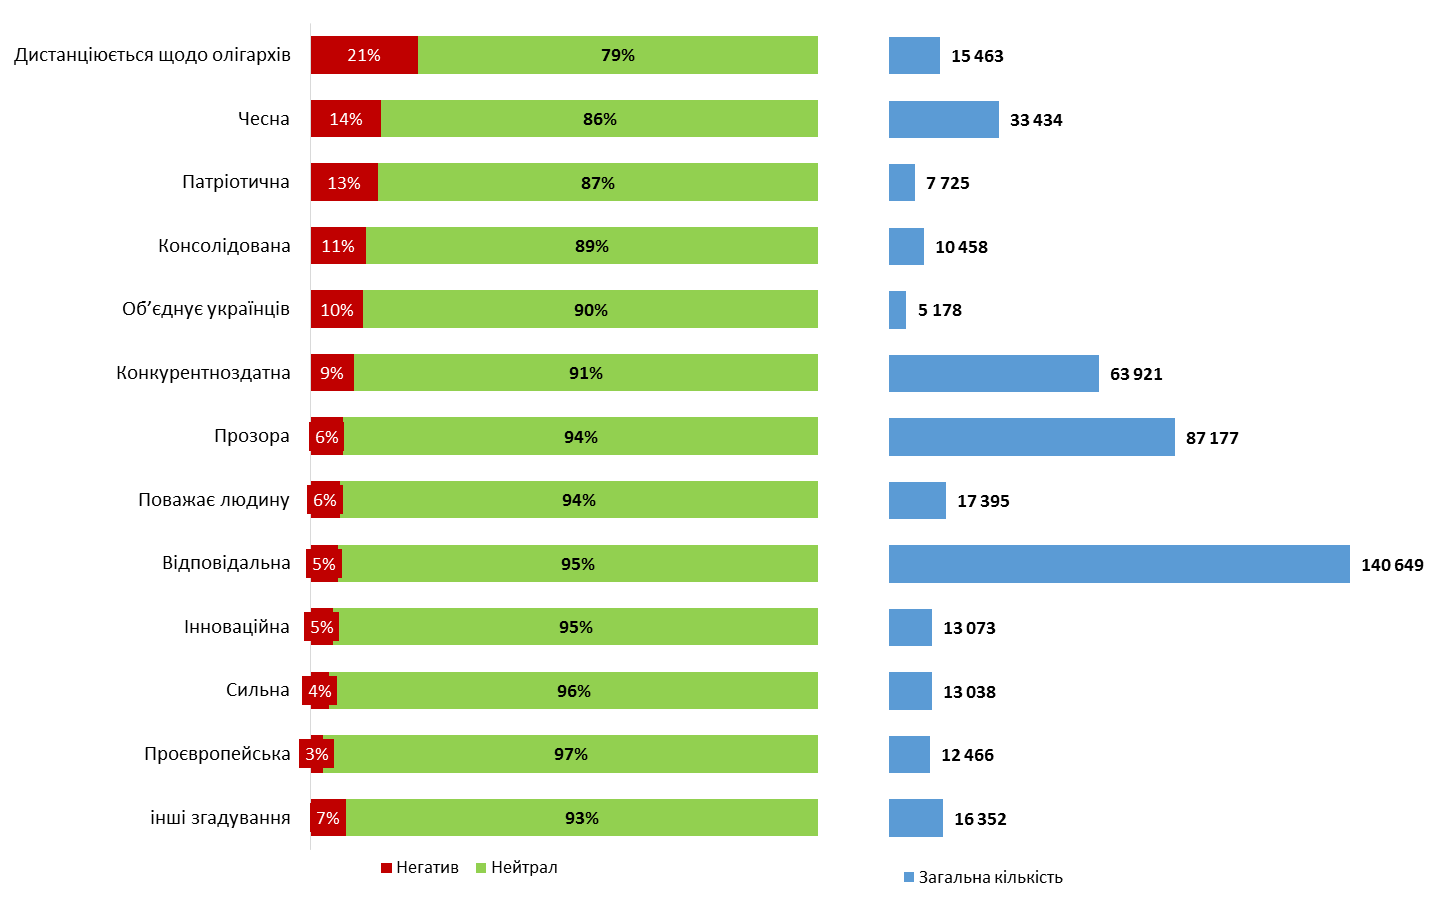 Дистанціюється щодо олігархів 21% 79% 15 463
Чесна 14% 86% 33 434
Патріотична 13% 87% 7 725
Консолідована 11% 89% 10 458
Об’єднує українців 10% 90% 5 178
Конкурентноздатна 9% 91% 63 921
Прозора 6% 94% 87 177
Поважає людину 6% 94% 17 395
Відповідальна 5% 95% 140 649
Інноваційна 5% 95% 13 073
Сильна 4% 96% 13 038
Проєвропейська 3% 97% 12 466
інші згадування 7% 93% 16 352
Негатив Нейтрал
Загальна кількість